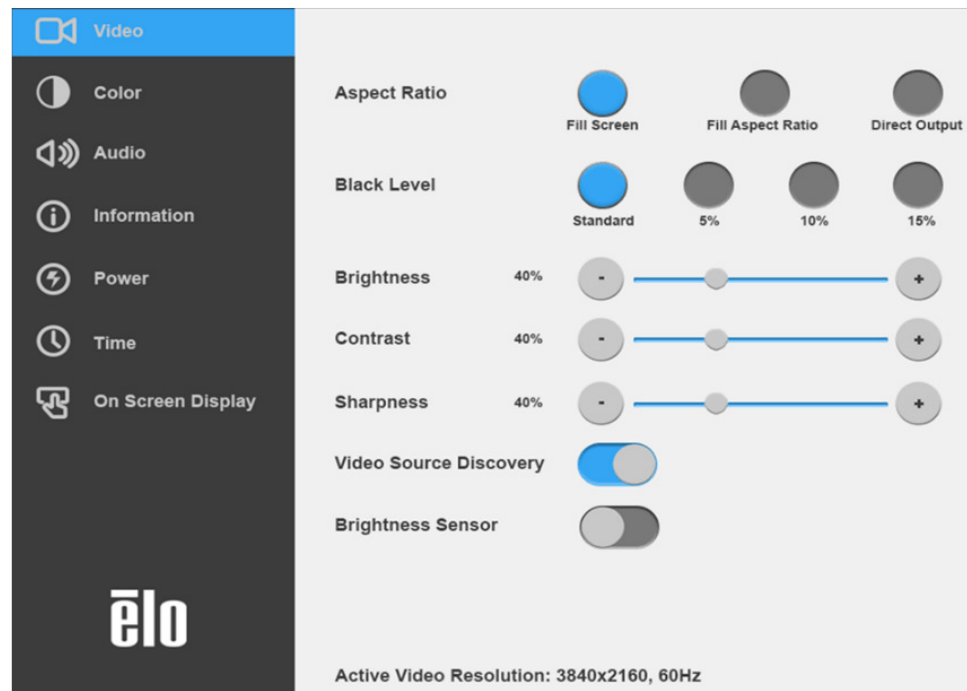 Video
Color
Audio
Information
Power
Time
On Screen Display
ēlo
Aspect Ratio
Fill Screen
Fill Aspect Ratio
Direct Output
Black Level
Standard
5%
10%
15%
Brightness 40% - +
Contrast 40% - +
Sharpness 40% - +
Video Source Discovery
Brightness Sensor
Active Video Resolution: 3840x2160, 60Hz